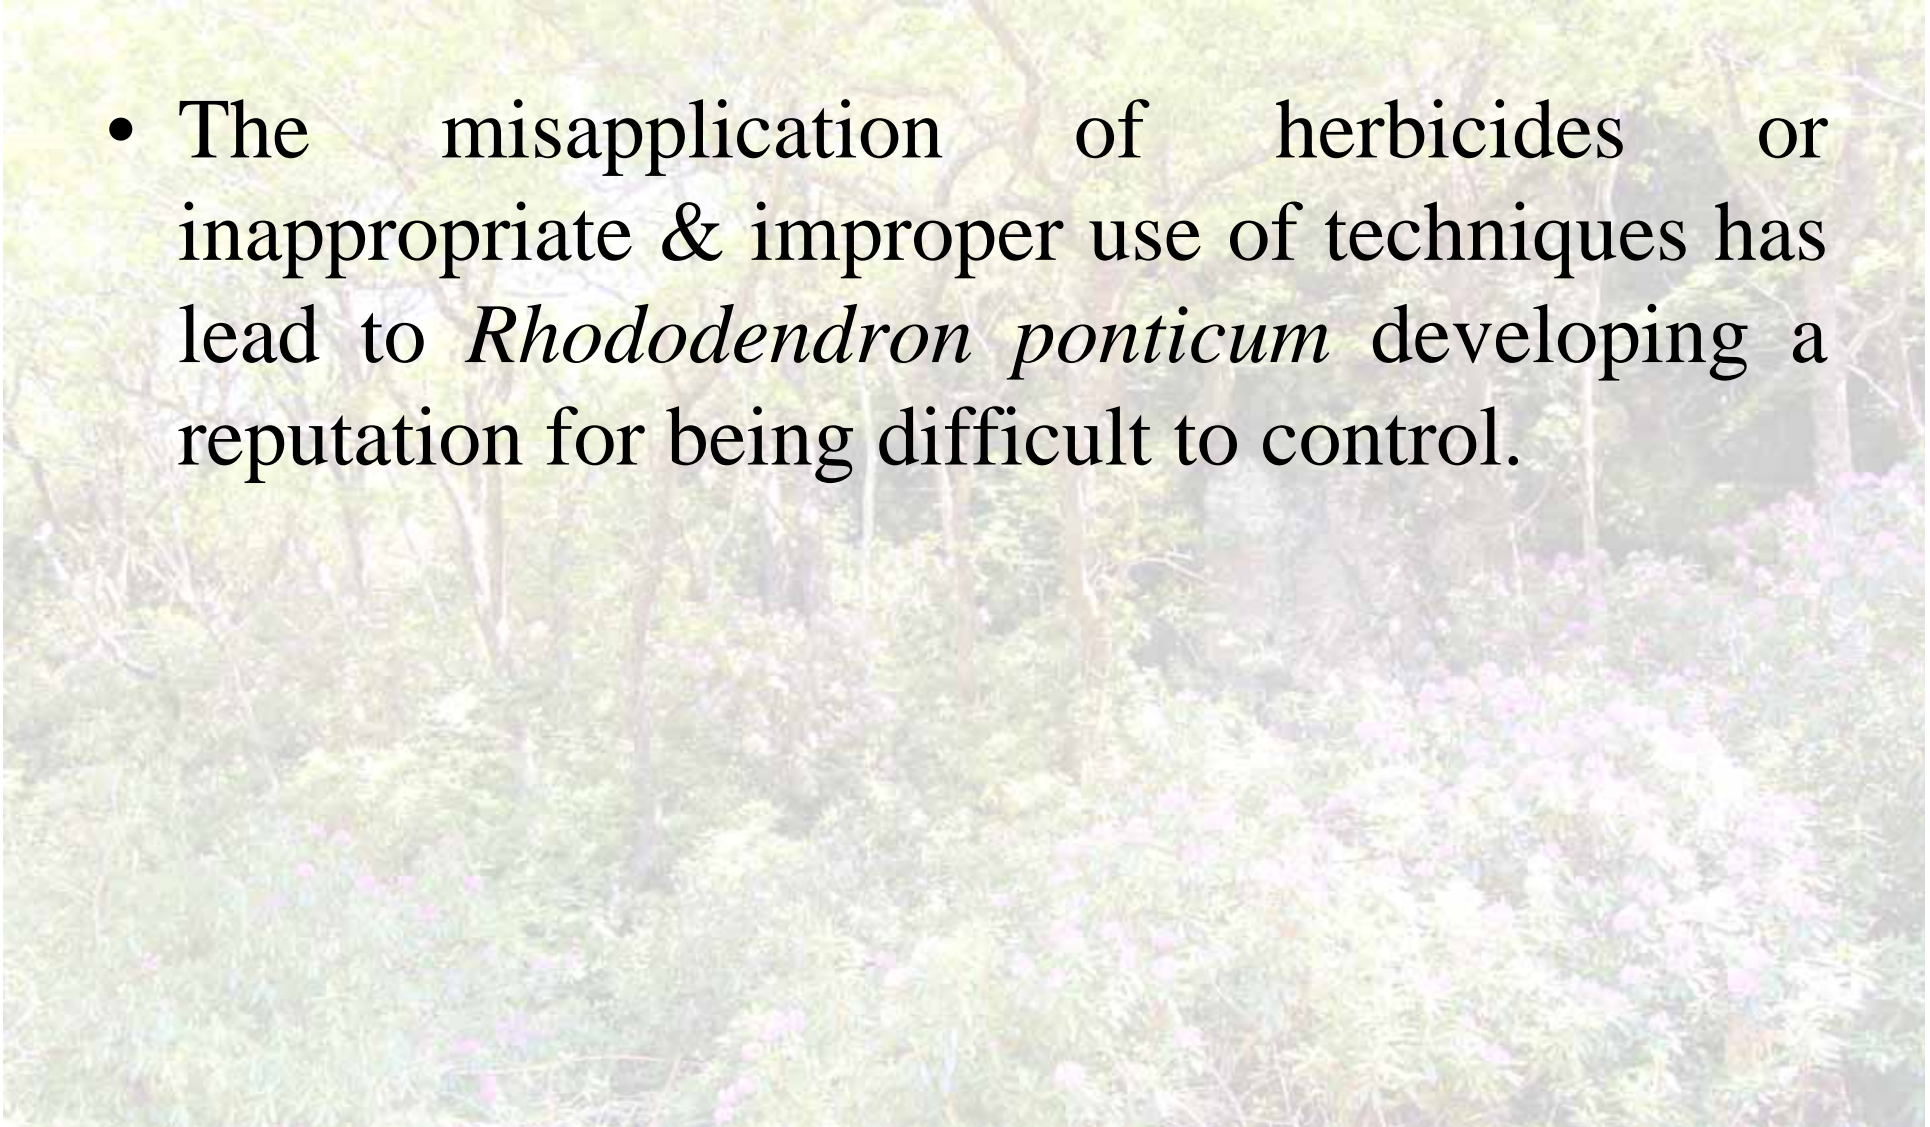 • The misapplication of herbicides or
inappropriate & improper use of techniques has
lead to Rhododendron ponticum developing a
reputation for being difficult to control.